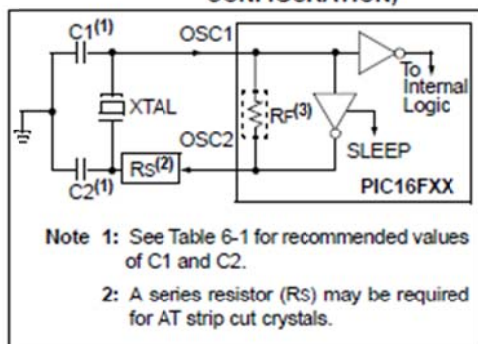 C1(1)
OSC1
To
Internal
Logic
XTAL
RF(3)
OSC2
SLEEP
C2(1)
RS(2)
PIC16FXX
Note 1: See Table 6-1 for recommended values
of C1 and C2.
2: A series resistor (RS) may be required
for AT strip cut crystals.